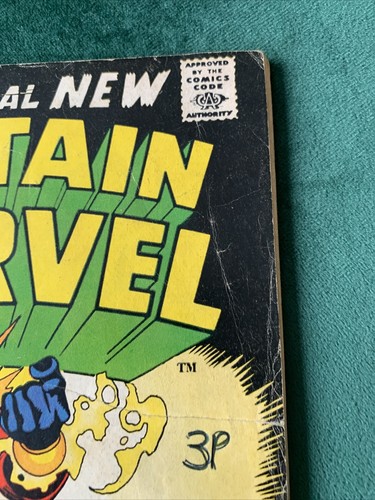 AL NEW
APPROVED
BY THE
COMICS
CODE
AUTHORITY
TAIN
RVEL
TM
3P